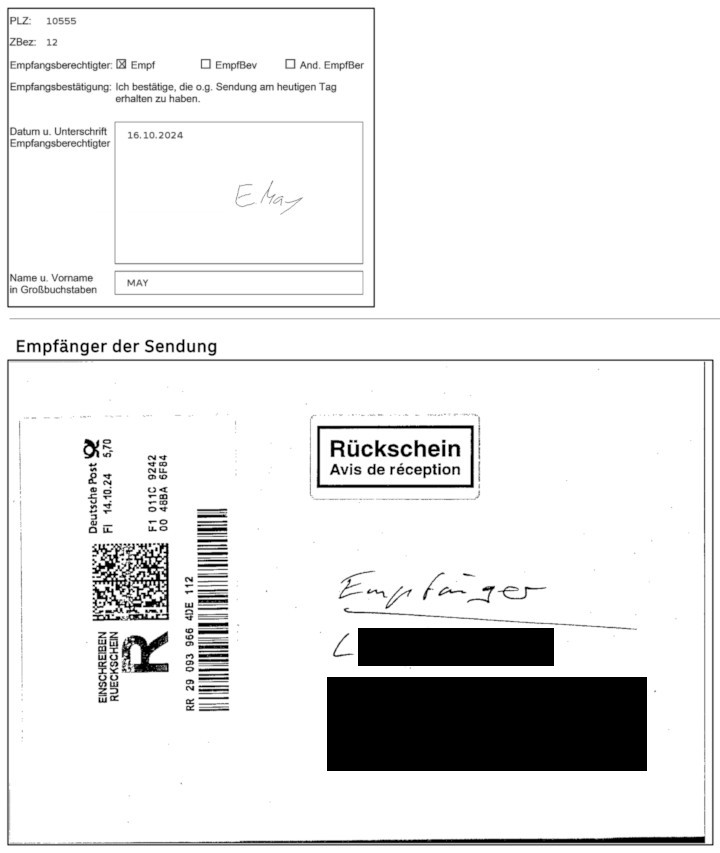 PLZ: 10555
ZBez: 12
Empfangsberechtigter: ☒ Empf ☐ EmpfBev ☐ And. EmpfBer
Empfangsbestätigung: Ich bestätige, die o.g. Sendung am heutigen Tag
erhalten zu haben.
Datum u. Unterschrift
Empfangsberechtigter
16.10.2024
E May
Name u. Vorname
in Großbuchstaben
MAY
Empfänger der Sendung
Deutsche Post
FI 14.10.24 5,70
F1 011C 9242
00 48BA 6F84
EINSCHREIBEN
RUECKSCHEIN
R
RR 29 093 966 4DE 112
Rückschein
Avis de réception
Empfänger
L